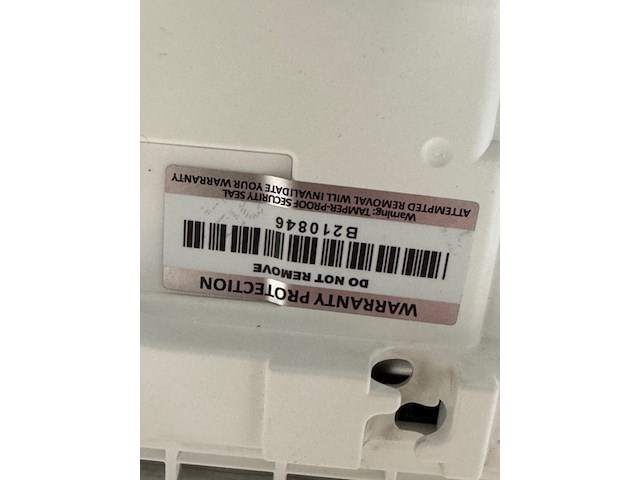 WARRANTY PROTECTION
DO NOT REMOVE
B210846
Warning: TAMPER-PROOF SECURITY SEAL
ATTEMPTED REMOVAL WILL INVALIDATE YOUR WARRANTY